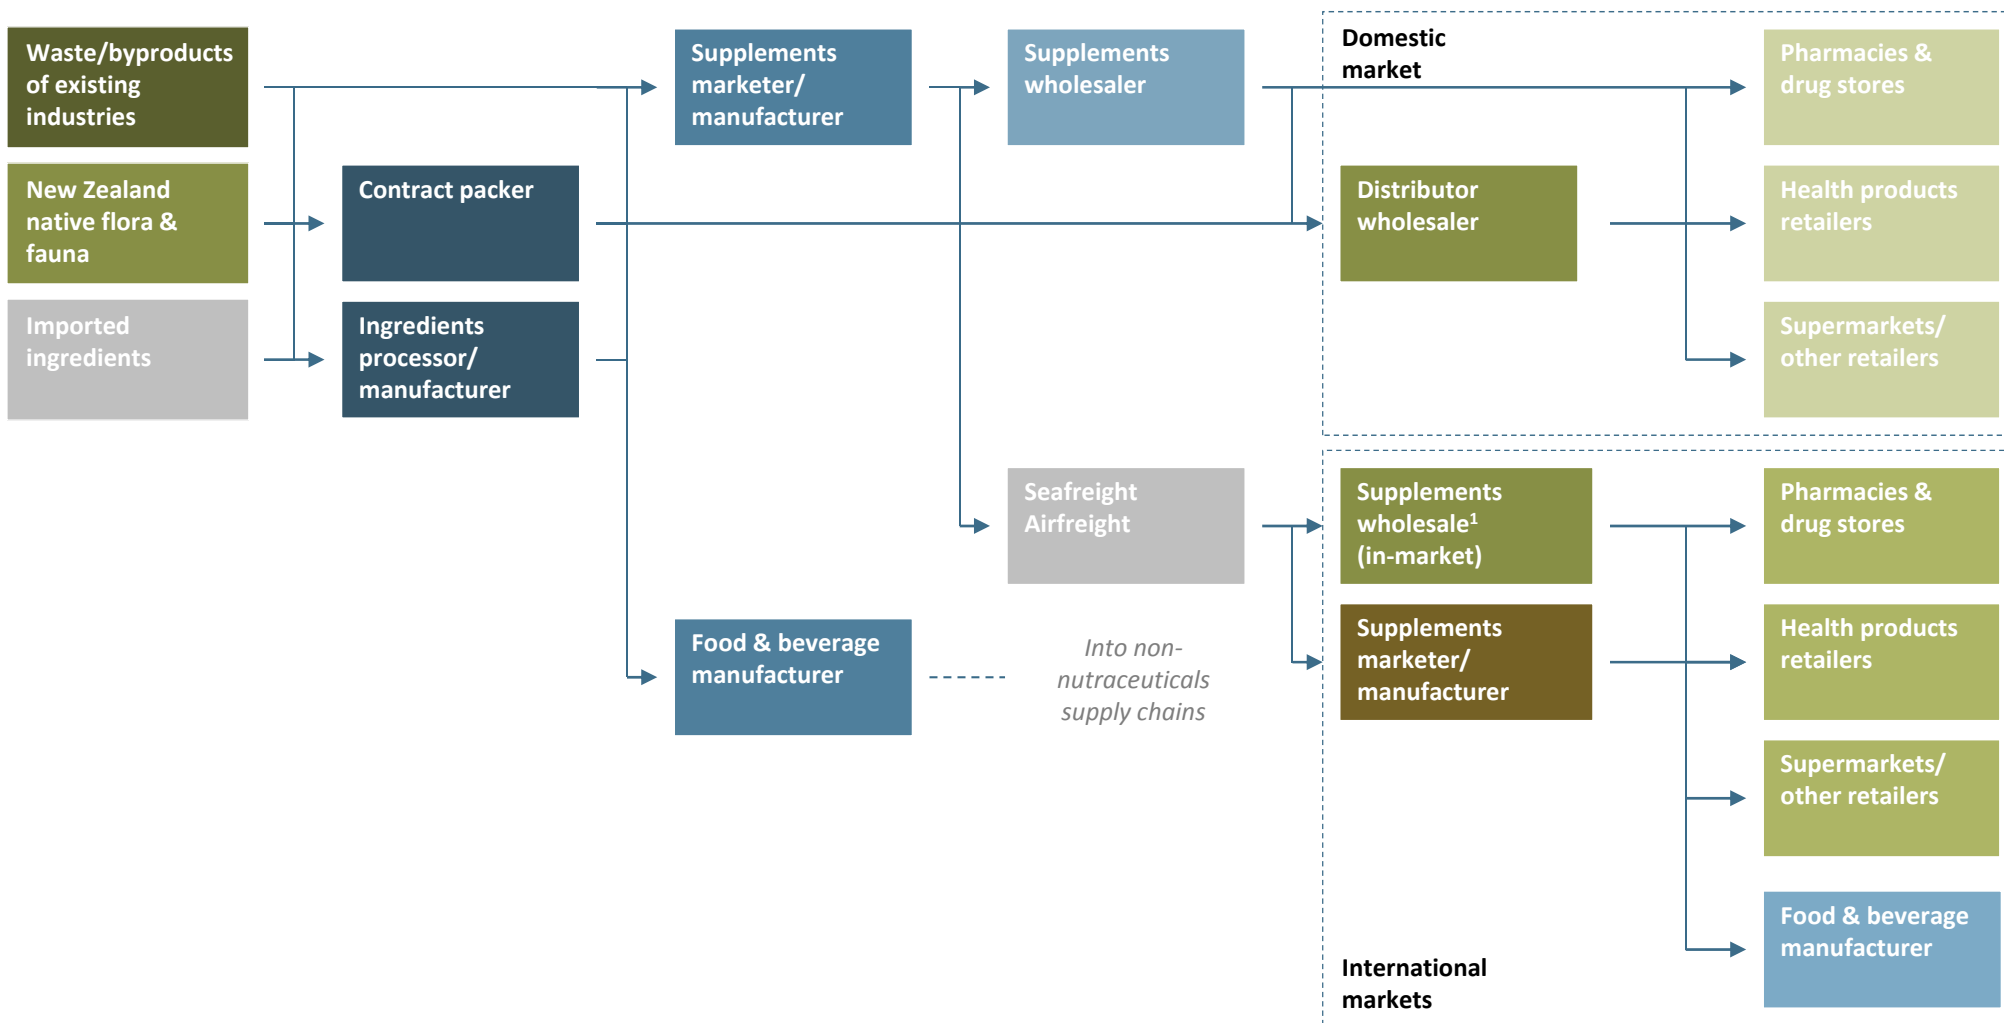 Waste/byproducts
of existing
industries
Supplements
marketer/
manufacturer
Supplements
wholesaler
Domestic
market
Pharmacies &
drug stores
New Zealand
native flora &
fauna
Contract packer
Distributor
wholesaler
Health products
retailers
Imported
ingredients
Ingredients
processor/
manufacturer
Supermarkets/
other retailers
Seafreight
Airfreight
Supplements
wholesale¹
(in-market)
Pharmacies &
drug stores
Food & beverage
manufacturer
Into non-
nutraceuticals
supply chains
Supplements
marketer/
manufacturer
Health products
retailers
Supermarkets/
other retailers
Food & beverage
manufacturer
International
markets